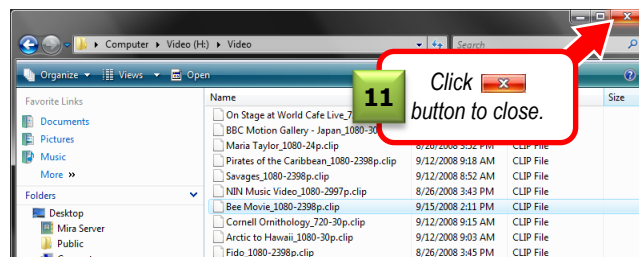 Computer Video (H:) Video
Search
Organize Views Open
?
11
Click X
button to close.
Favorite Links
Documents
Pictures
Music
More »
Folders
Desktop
Mira Server
Public
Name
Size
On Stage at World Cafe Live_7
BBC Motion Gallery - Japan_1080-30
Maria Taylor_1080-24p.clip 8/26/2008 3:52 PM CLIP File
Pirates of the Caribbean_1080-2398p.clip 9/12/2008 9:18 AM CLIP File
Savages_1080-2398p.clip 9/12/2008 8:52 AM CLIP File
NIN Music Video_1080-2997p.clip 8/26/2008 3:43 PM CLIP File
Bee Movie_1080-2398p.clip 9/15/2008 2:11 PM CLIP File
Cornell Ornithology_720-30p.clip 9/12/2008 9:15 AM CLIP File
Arctic to Hawaii_1080-30p.clip 9/12/2008 9:03 AM CLIP File
Fido_1080-2398p.clip 8/26/2008 3:45 PM CLIP File